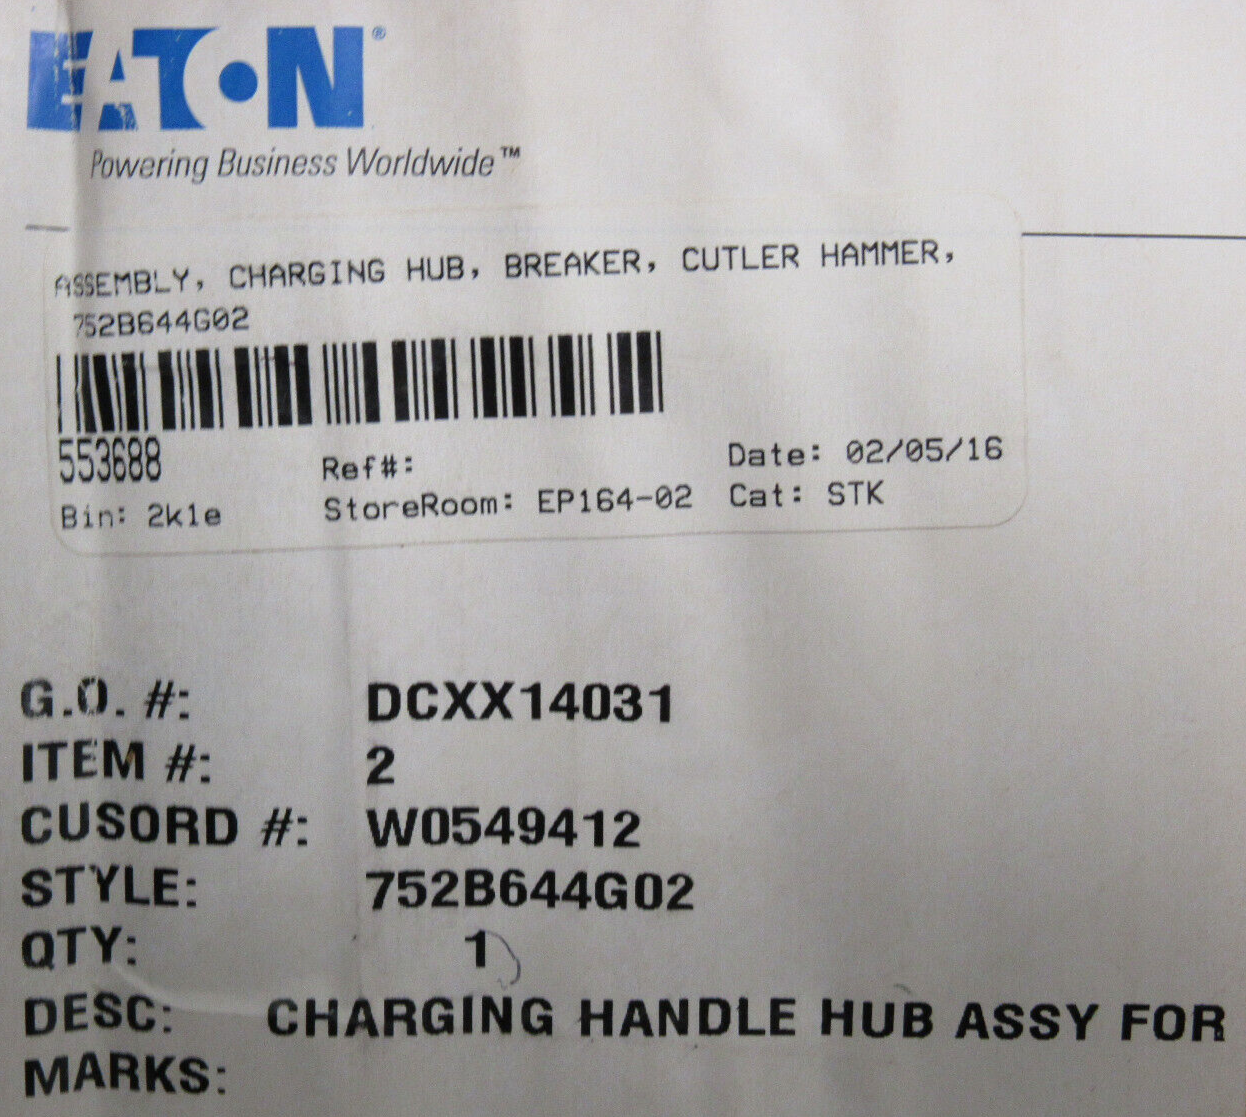 EATON®
Powering Business Worldwide™
ASSEMBLY, CHARGING HUB, BREAKER, CUTLER HAMMER,
752B644G02
553688
Ref#:
Date: 02/05/16
Bin: 2k1e
StoreRoom: EP164-02
Cat: STK
G.O. #: DCXX14031
ITEM #: 2
CUSORD #: W0549412
STYLE: 752B644G02
QTY: 1
DESC: CHARGING HANDLE HUB ASSY FOR
MARKS: